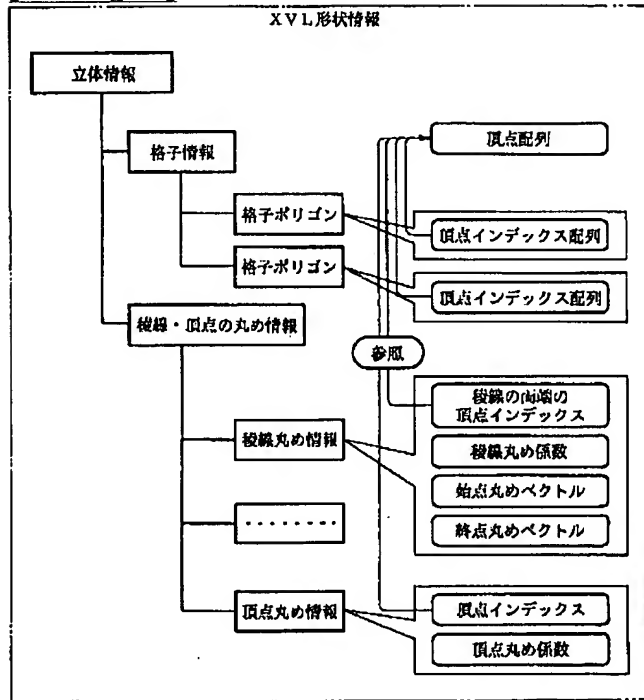 XVL形状情報
立体情報
格子情報
頂点配列
格子ポリゴン
頂点インデックス配列
格子ポリゴン
頂点インデックス配列
稜線・頂点の丸め情報
参照
稜線の両端の
頂点インデックス
稜線丸め情報
稜線丸め係数
始点丸めベクトル
・・・・・・・・
終点丸めベクトル
頂点丸め情報
頂点インデックス
頂点丸め係数